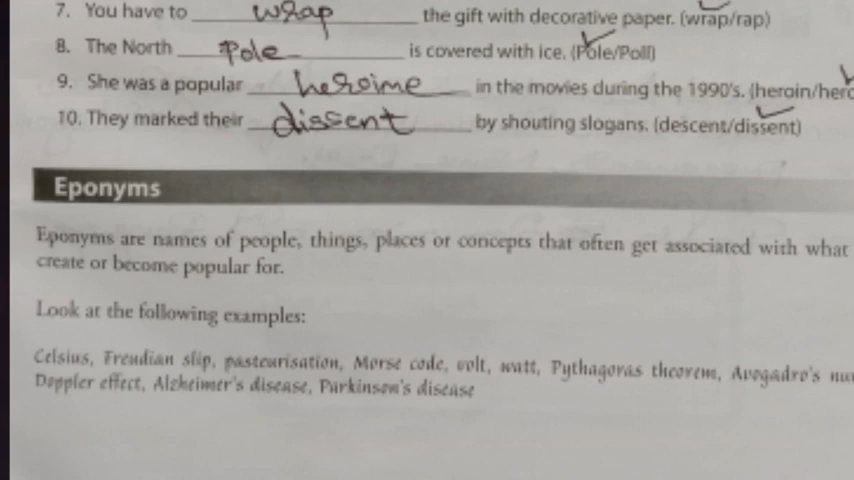 7. You have to wrap the gift with decorative paper. (wrap/rap)
8. The North Pole is covered with ice. (Pole/Poll)
9. She was a popular heroine in the movies during the 1990's. (heroin/hero
10. They marked their dissent by shouting slogans. (descent/dissent)
Eponyms
Eponyms are names of people, things, places or concepts that often get associated with what
create or become popular for.
Look at the following examples:
Celsius, Freudian slip, pasteurisation, Morse code, volt, watt, Pythagoras theorem, Avogadro's nu
Doppler effect, Alzheimer's disease, Parkinson's disease